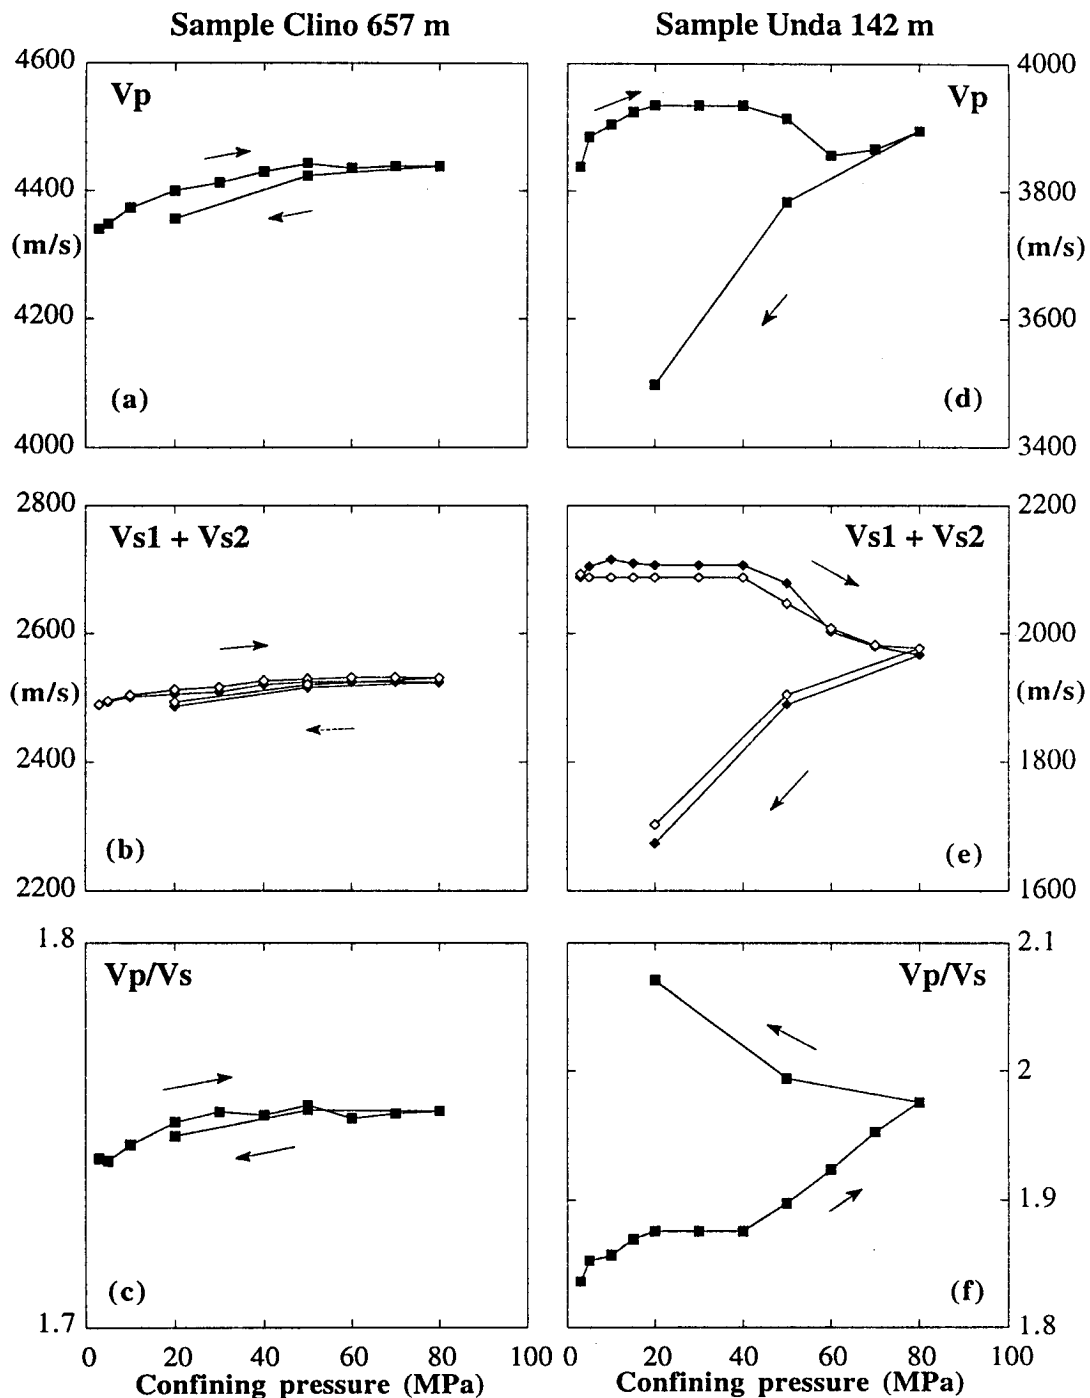 Sample Clino 657 m
Sample Unda 142 m
4600
4400
(m/s)
4200
4000
Vp
(a)
Vp
(d)
4000
3800
(m/s)
3600
3400
2800
2600
(m/s)
2400
2200
Vs1 + Vs2
(b)
Vs1 + Vs2
(e)
2200
2000
(m/s)
1800
1600
1.8
1.7
Vp/Vs
(c)
Vp/Vs
(f)
2.1
2
1.9
1.8
0 20 40 60 80 100
Confining pressure (MPa)
0 20 40 60 80 100
Confining pressure (MPa)